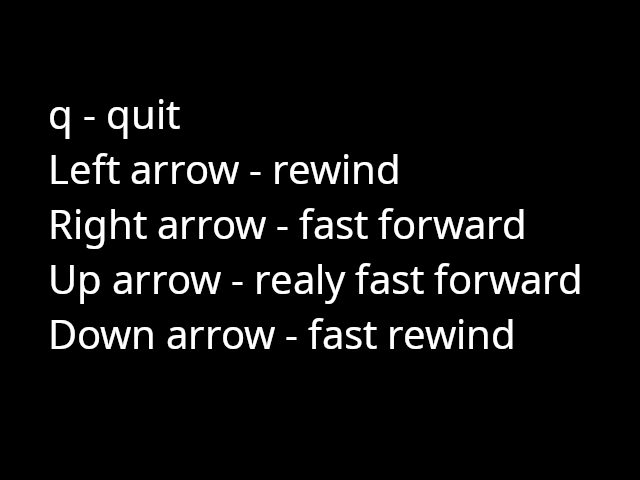 q - quit
Left arrow - rewind
Right arrow - fast forward
Up arrow - realy fast forward
Down arrow - fast rewind